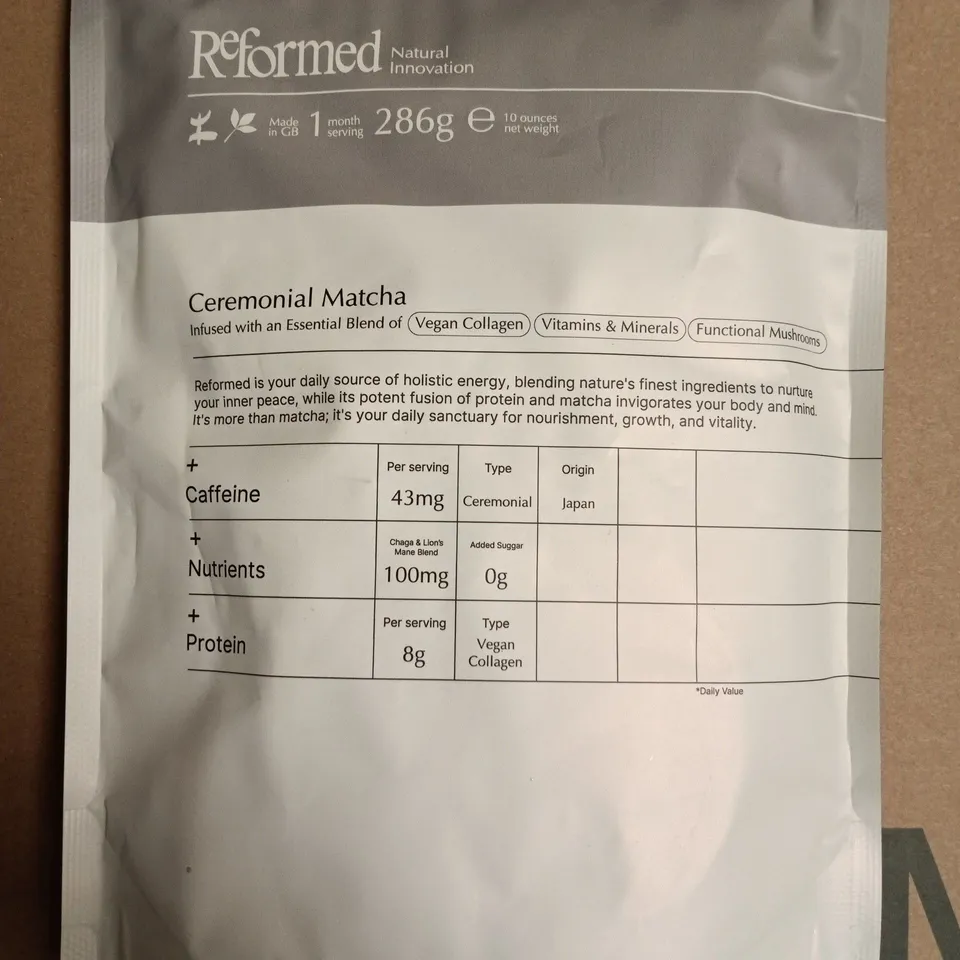 Reformed Natural Innovation
Made in GB 1 month serving 286g ℮ 10 ounces net weight
Ceremonial Matcha
Infused with an Essential Blend of Vegan Collagen Vitamins & Minerals Functional Mushrooms
Reformed is your daily source of holistic energy, blending nature's finest ingredients to nurture
your inner peace, while its potent fusion of protein and matcha invigorates your body and mind.
It's more than matcha; it's your daily sanctuary for nourishment, growth, and vitality.
+
Caffeine
Per serving
43mg
Type
Ceremonial
Origin
Japan
+
Nutrients
Chaga & Lion's
Mane Blend
100mg
Added Suggar
0g
+
Protein
Per serving
8g
Type
Vegan
Collagen
*Daily Value